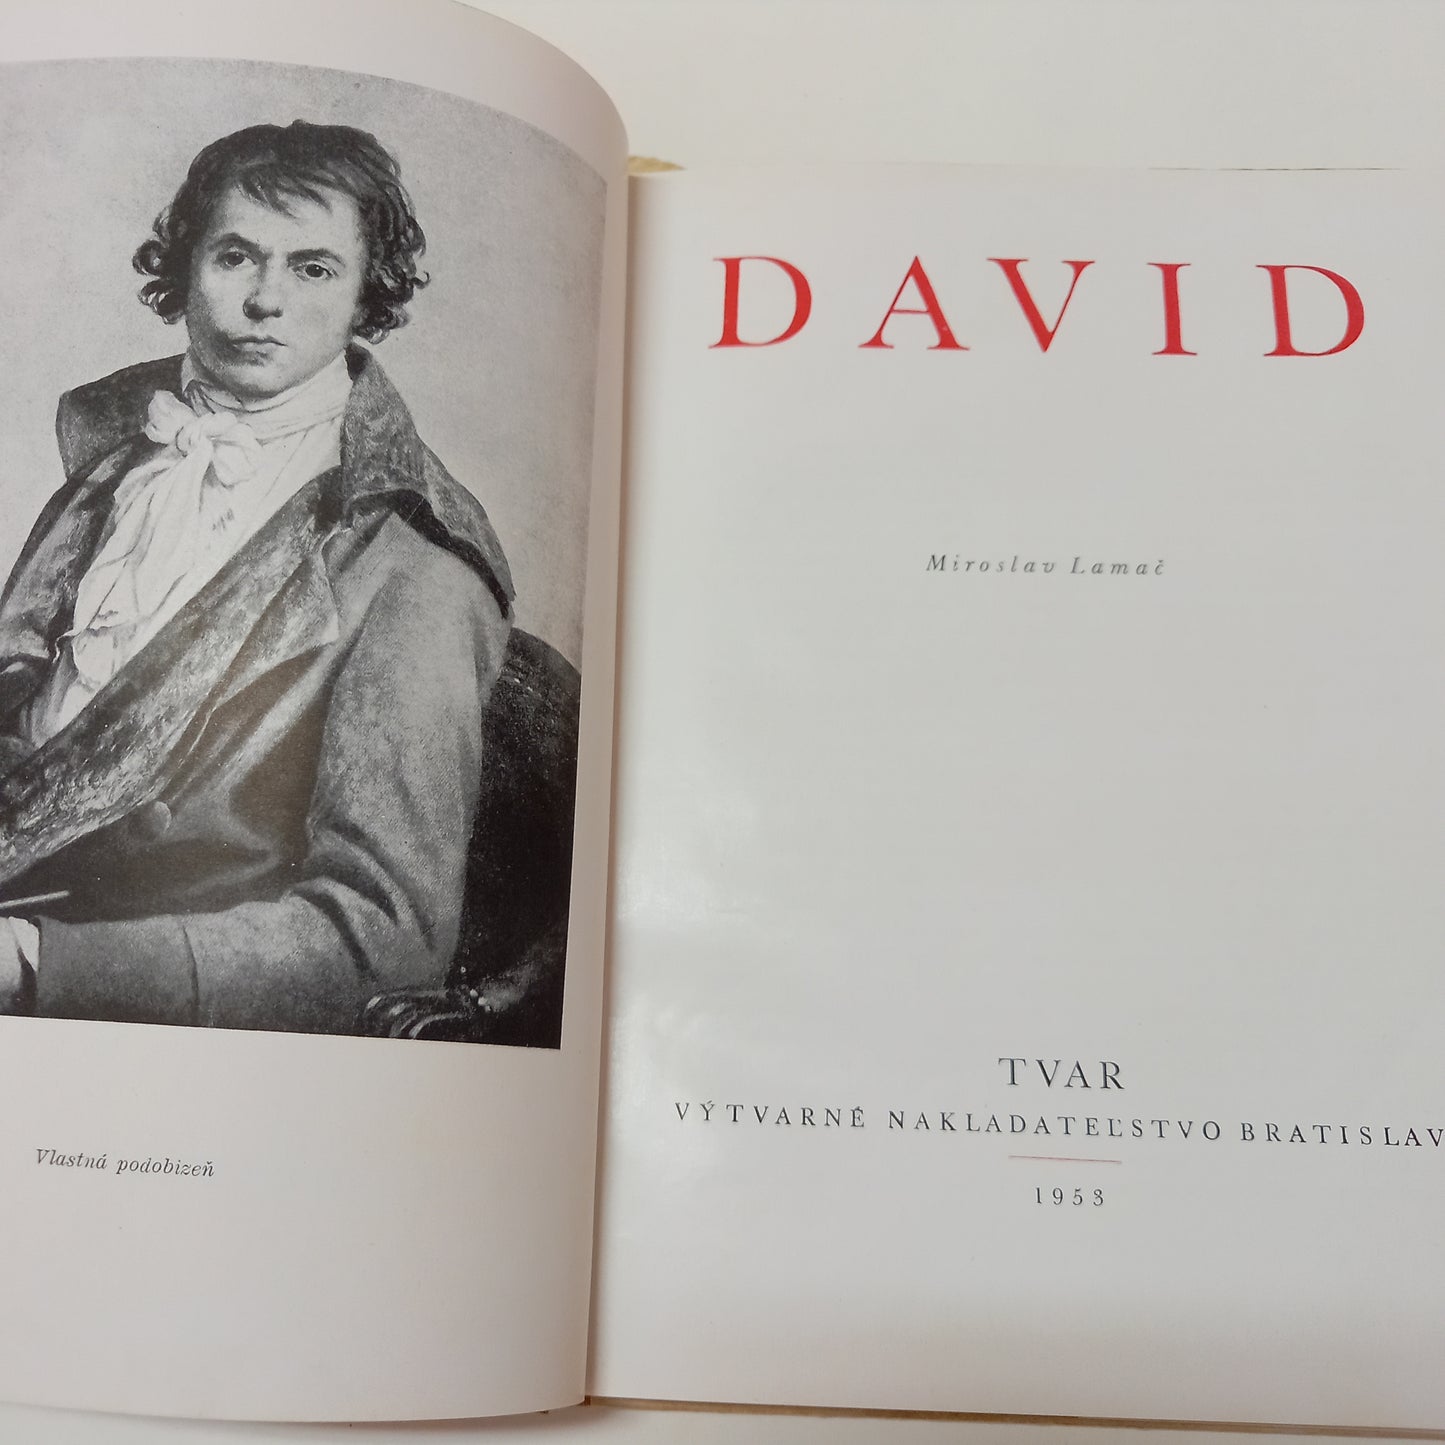 Vlastná podobizeň
DAVID
Miroslav Lamač
TVAR
VÝTVARNÉ NAKLADATEĽSTVO BRATISLAV
1953